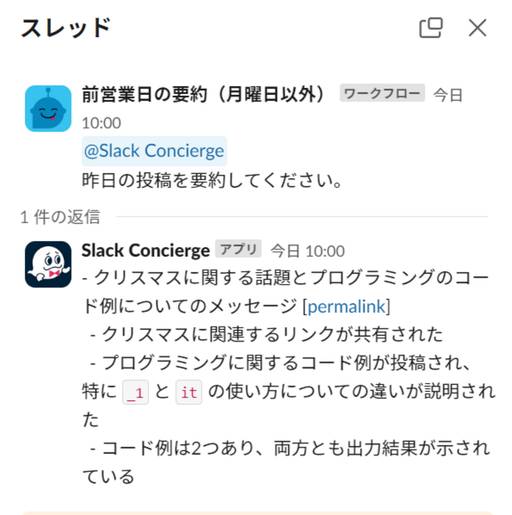 スレッド
前営業日の要約（月曜日以外） ワークフロー 今日
10:00
@Slack Concierge
昨日の投稿を要約してください。
1 件の返信
Slack Concierge アプリ 今日 10:00
- クリスマスに関する話題とプログラミングのコー
ド例についてのメッセージ [permalink]
- クリスマスに関連するリンクが共有された
- プログラミングに関するコード例が投稿され、
特に _1 と it の使い方についての違いが説明され
た
- コード例は2つあり、両方とも出力結果が示され
ている